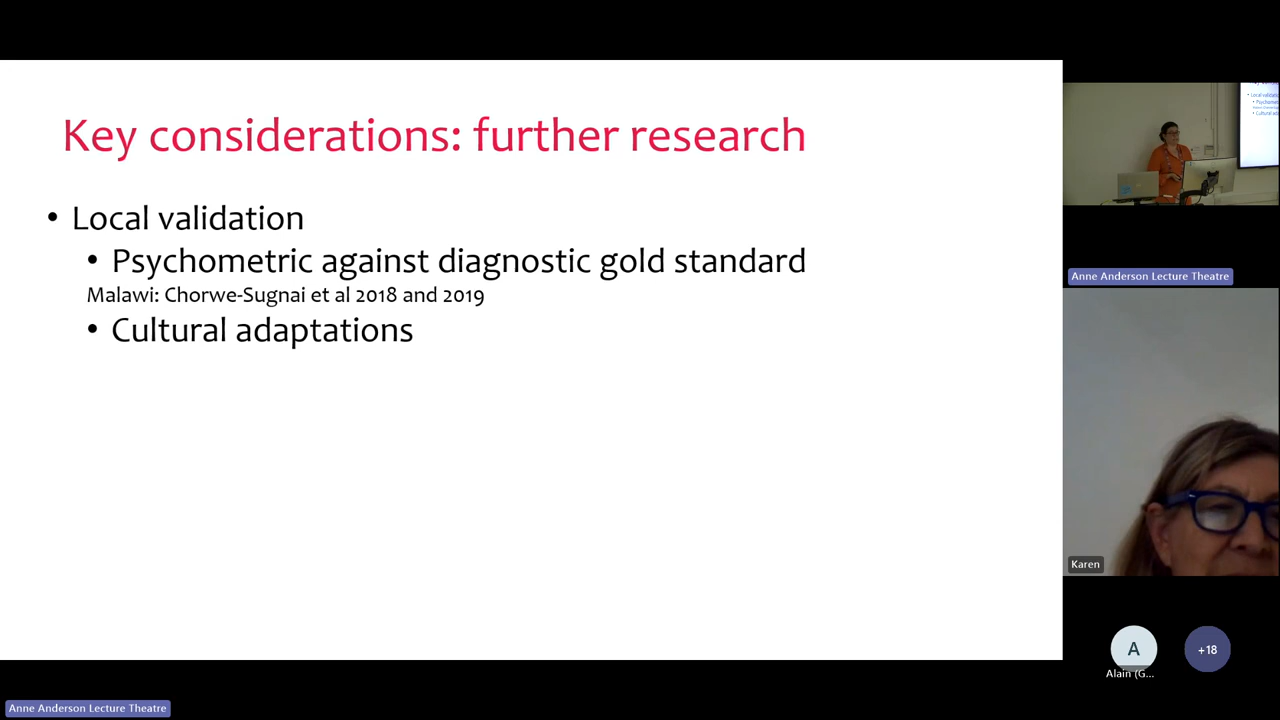 Key considerations: further research
• Local validation
• Psychometric against diagnostic gold standard
Malawi: Chorwe-Sugnai et al 2018 and 2019
• Cultural adaptations
Anne Anderson Lecture Theatre
Karen
A
+18
Alain (G...
Anne Anderson Lecture Theatre